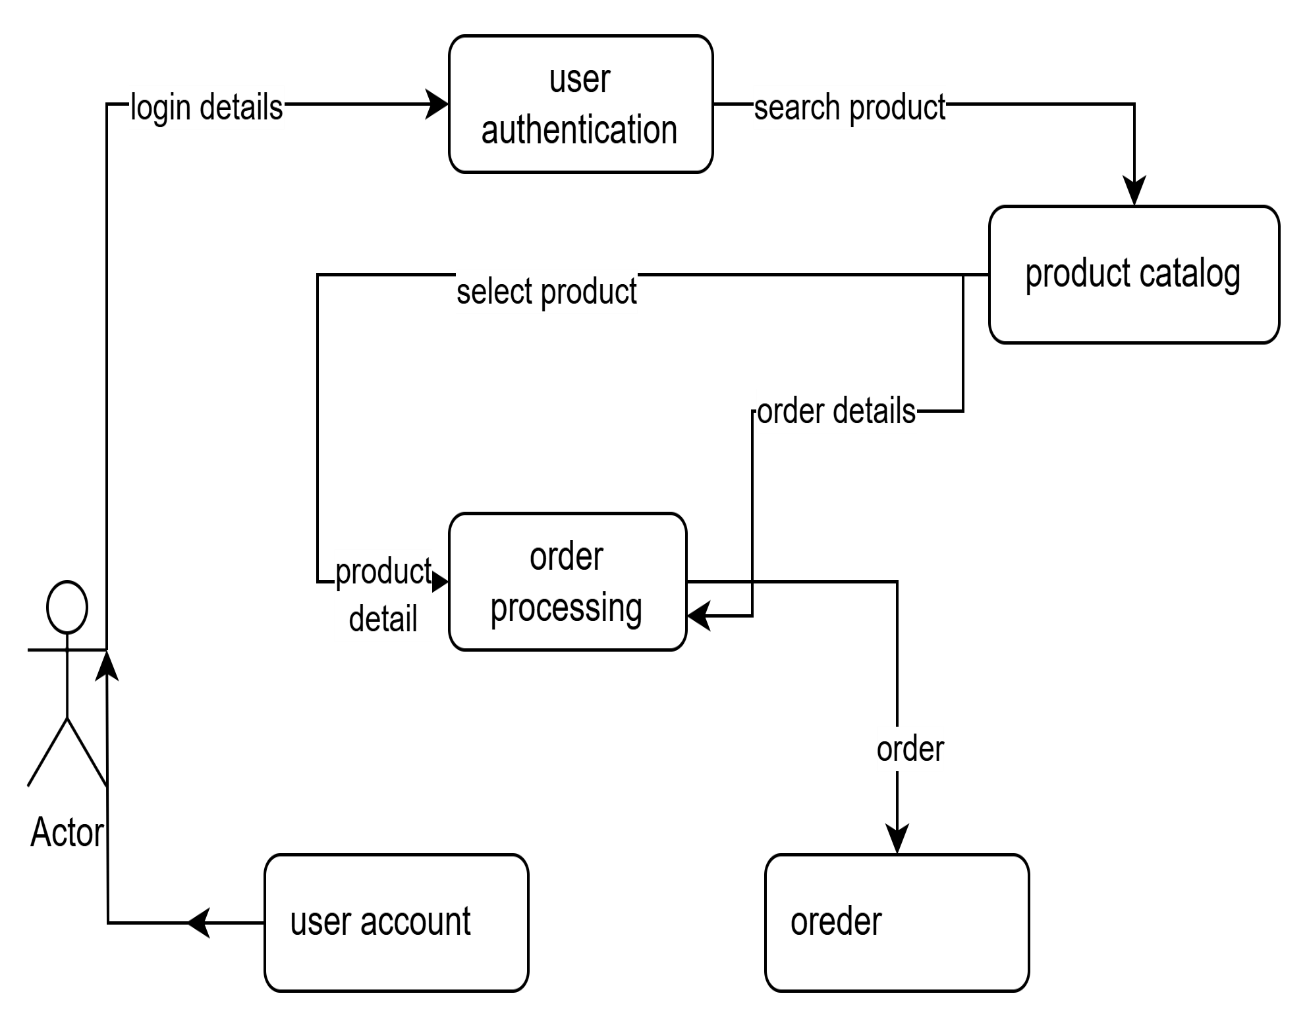 user
authentication
login details
search product
product catalog
select product
order details
order
processing
product
detail
order
Actor
user account
oreder